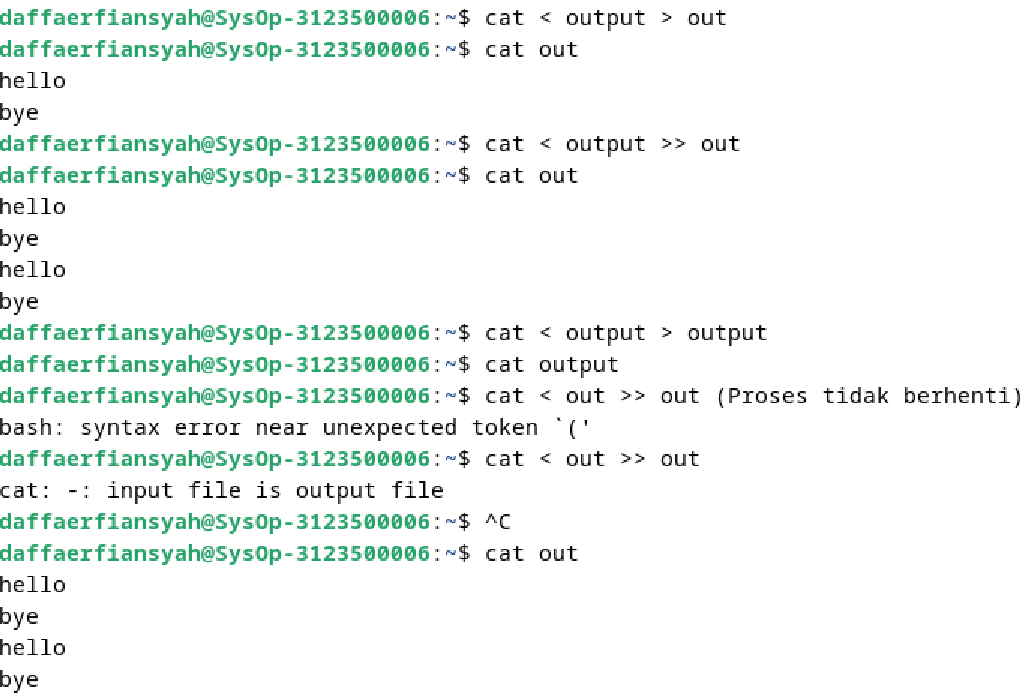 daffaerfiansyah@SysOp-3123500006:~$ cat < output > out
daffaerfiansyah@SysOp-3123500006:~$ cat out
hello
bye
daffaerfiansyah@SysOp-3123500006:~$ cat < output >> out
daffaerfiansyah@SysOp-3123500006:~$ cat out
hello
bye
hello
bye
daffaerfiansyah@SysOp-3123500006:~$ cat < output > output
daffaerfiansyah@SysOp-3123500006:~$ cat output
daffaerfiansyah@SysOp-3123500006:~$ cat < out >> out (Proses tidak berhenti)
bash: syntax error near unexpected token `('
daffaerfiansyah@SysOp-3123500006:~$ cat < out >> out
cat: -: input file is output file
daffaerfiansyah@SysOp-3123500006:~$ ^C
daffaerfiansyah@SysOp-3123500006:~$ cat out
hello
bye
hello
bye